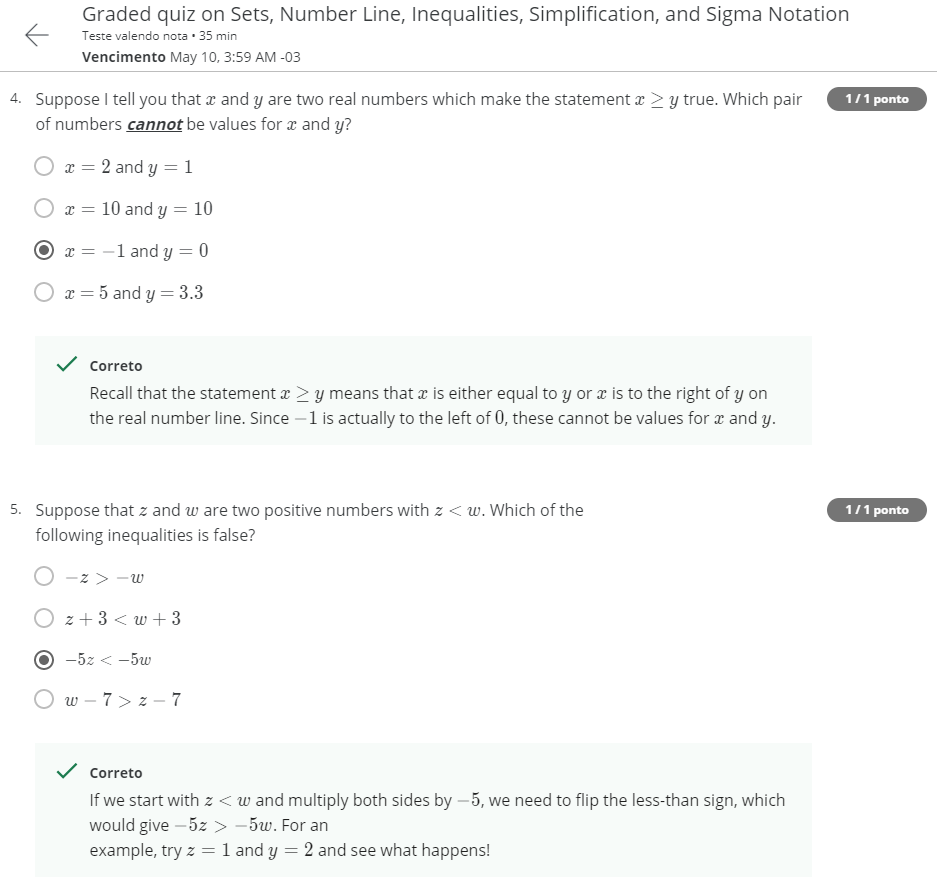 Graded quiz on Sets, Number Line, Inequalities, Simplification, and Sigma Notation
Teste valendo nota • 35 min
Vencimento May 10, 3:59 AM -03
4. Suppose I tell you that x and y are two real numbers which make the statement x ≥ y true. Which pair
1 / 1 ponto
of numbers cannot be values for x and y?
x = 2 and y = 1
x = 10 and y = 10
x = −1 and y = 0
x = 5 and y = 3.3
Correto
Recall that the statement x ≥ y means that x is either equal to y or x is to the right of y on
the real number line. Since −1 is actually to the left of 0, these cannot be values for x and y.
5. Suppose that z and w are two positive numbers with z < w. Which of the
1 / 1 ponto
following inequalities is false?
−z > −w
z + 3 < w + 3
−5z < −5w
w − 7 > z − 7
Correto
If we start with z < w and multiply both sides by −5, we need to flip the less-than sign, which
would give −5z > −5w. For an
example, try z = 1 and y = 2 and see what happens!